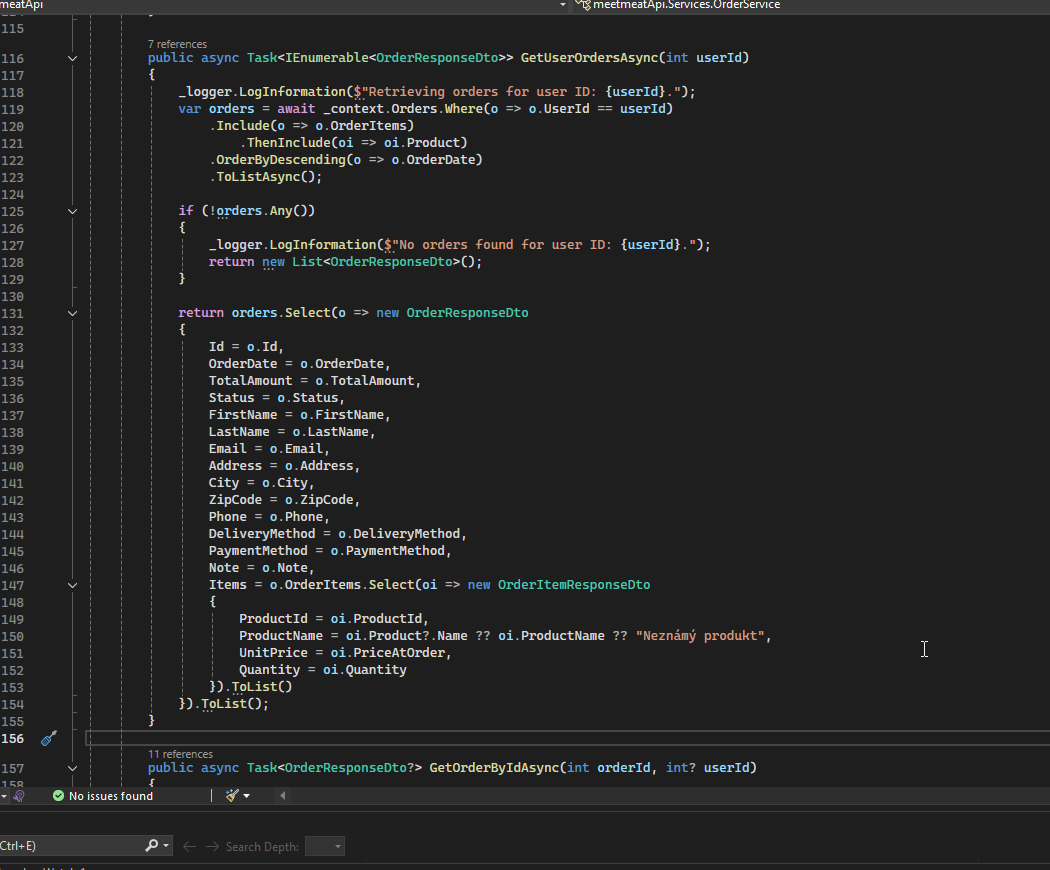 meatApi meetmeatApi.Services.OrderService
115
7 references
116 public async Task<IEnumerable<OrderResponseDto>> GetUserOrdersAsync(int userId)
117 {
118 _logger.LogInformation($"Retrieving orders for user ID: {userId}.");
119 var orders = await _context.Orders.Where(o => o.UserId == userId)
120 .Include(o => o.OrderItems)
121 .ThenInclude(oi => oi.Product)
122 .OrderByDescending(o => o.OrderDate)
123 .ToListAsync();
124
125 if (!orders.Any())
126 {
127 _logger.LogInformation($"No orders found for user ID: {userId}.");
128 return new List<OrderResponseDto>();
129 }
130
131 return orders.Select(o => new OrderResponseDto
132 {
133 Id = o.Id,
134 OrderDate = o.OrderDate,
135 TotalAmount = o.TotalAmount,
136 Status = o.Status,
137 FirstName = o.FirstName,
138 LastName = o.LastName,
139 Email = o.Email,
140 Address = o.Address,
141 City = o.City,
142 ZipCode = o.ZipCode,
143 Phone = o.Phone,
144 DeliveryMethod = o.DeliveryMethod,
145 PaymentMethod = o.PaymentMethod,
146 Note = o.Note,
147 Items = o.OrderItems.Select(oi => new OrderItemResponseDto
148 {
149 ProductId = oi.ProductId,
150 ProductName = oi.Product?.Name ?? oi.ProductName ?? "Neznámý produkt",
151 UnitPrice = oi.PriceAtOrder,
152 Quantity = oi.Quantity
153 }).ToList()
154 }).ToList();
155 }
156
11 references
157 public async Task<OrderResponseDto?> GetOrderByIdAsync(int orderId, int? userId)
158 {
No issues found
Ctrl+E) Search Depth: